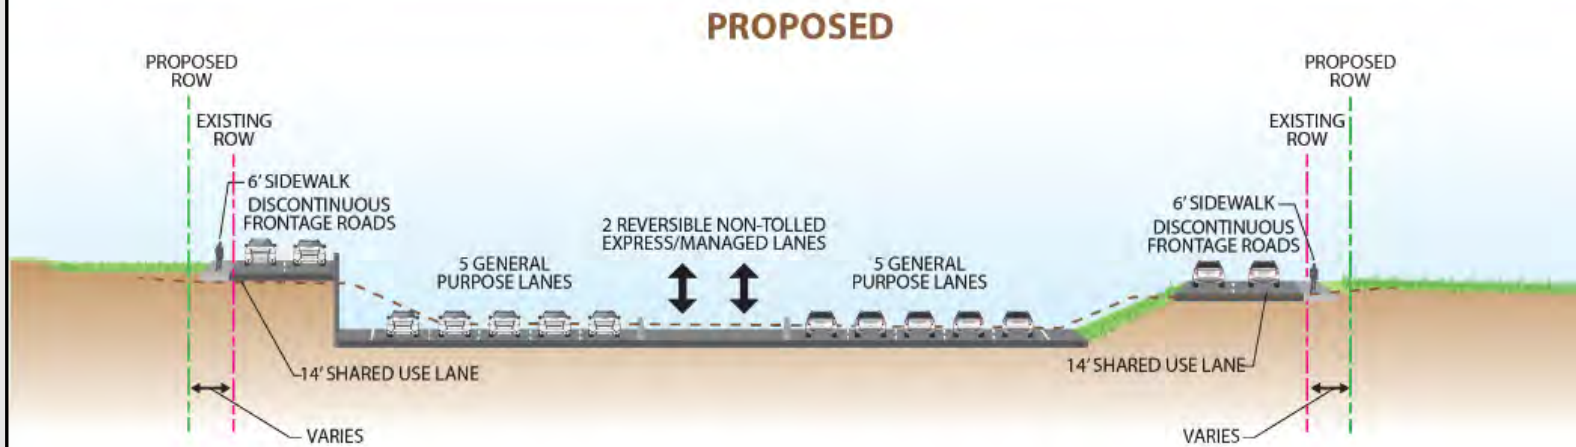 PROPOSED
PROPOSED
ROW
EXISTING
ROW
6' SIDEWALK
DISCONTINUOUS
FRONTAGE ROADS
5 GENERAL
PURPOSE LANES
2 REVERSIBLE NON-TOLLED
EXPRESS/MANAGED LANES
5 GENERAL
PURPOSE LANES
6' SIDEWALK
DISCONTINUOUS
FRONTAGE ROADS
EXISTING
ROW
PROPOSED
ROW
14' SHARED USE LANE
14' SHARED USE LANE
VARIES
VARIES